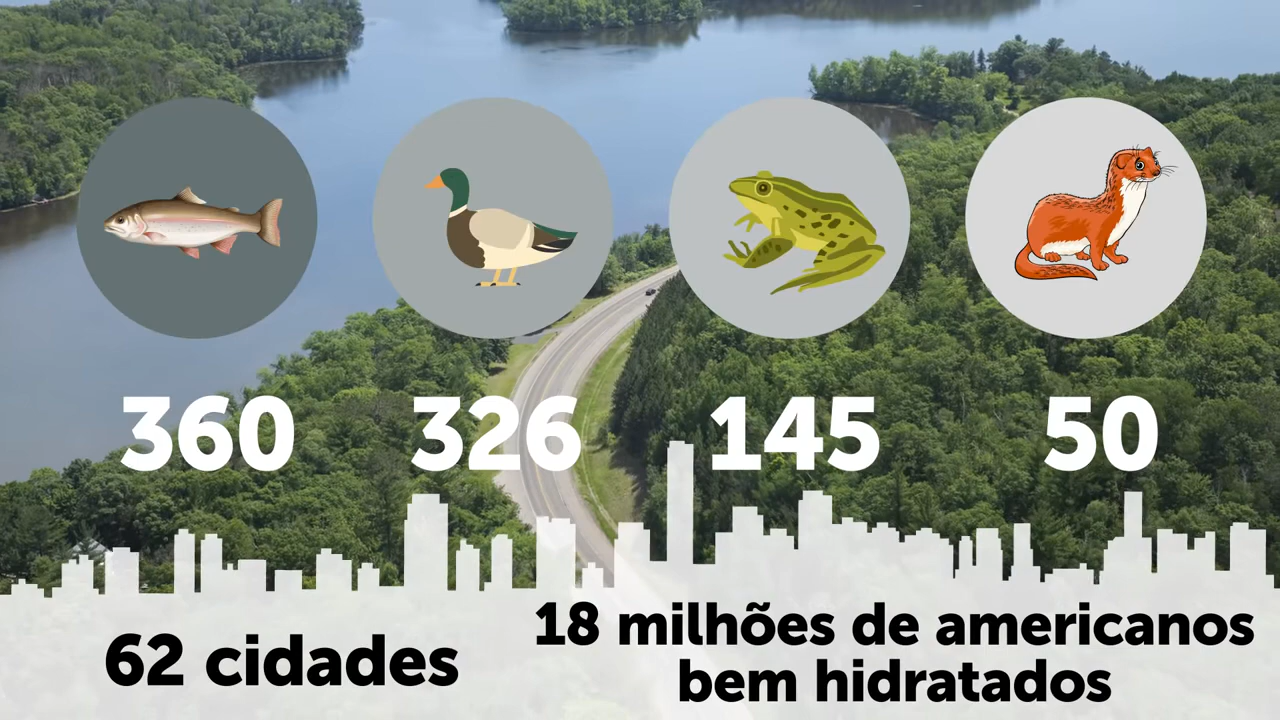 360 326 145 50
62 cidades
18 milhões de americanos
bem hidratados